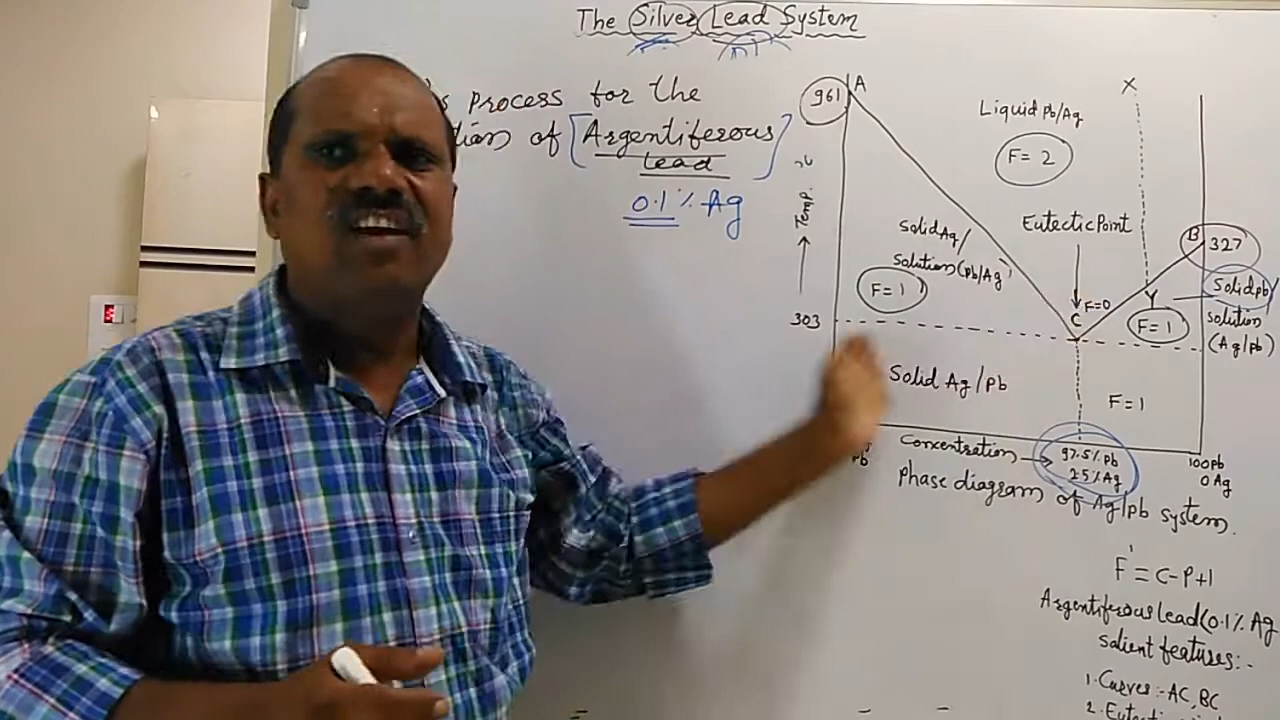 The Silver Lead System
's Process for the
of [Argentiferous
lead]
0.1% Ag
961
A
Temp.
303
Liquid Pb/Ag
F=2
X
Solid Ag/
Solution (Pb/Ag)
F=1
Eutectic Point
C
F=0
Y
F=1
B
327
Solid pb/
solution
(Ag/pb)
Solid Ag/Pb
F=1
Concentration
97.5% Pb
2.5% Ag
Pb
100 Pb
0 Ag
Phase diagram of Ag/pb system.
F' = C-P+1
Argentiferous lead (0.1% Ag
Salient features:-
1. Curves:- AC, BC